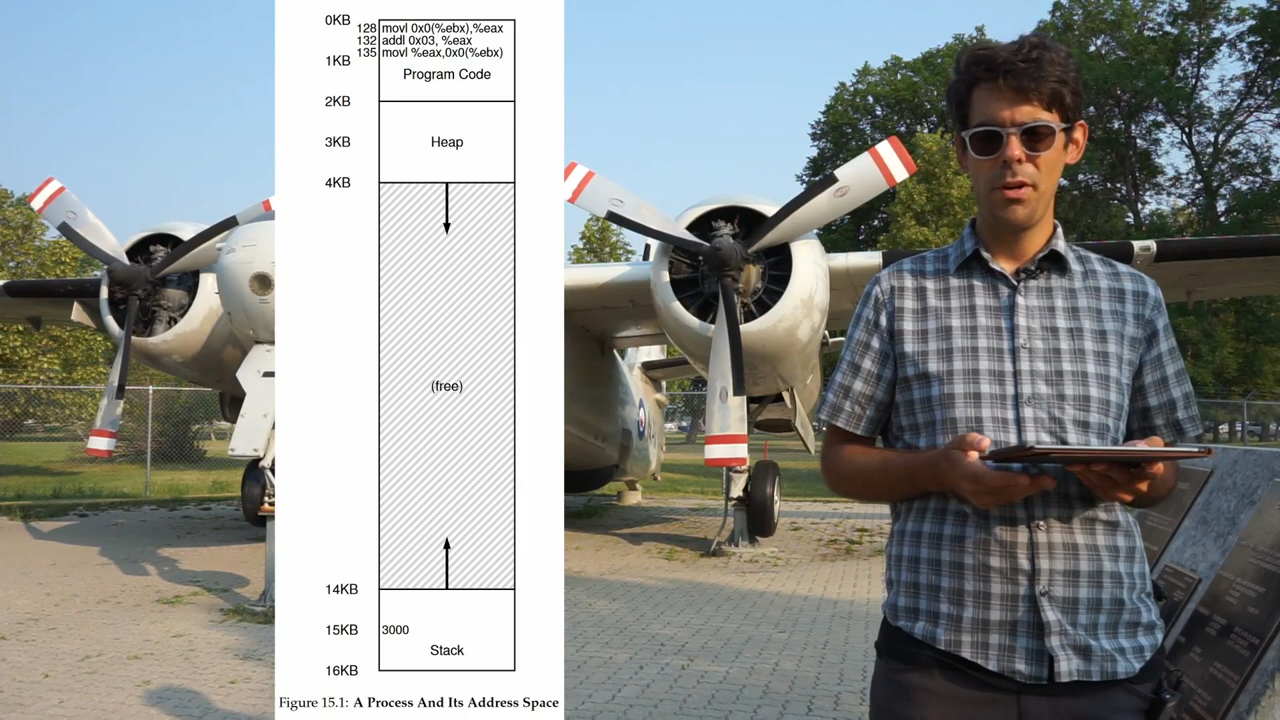 0KB
128 movl 0x0(%ebx),%eax
132 addl 0x03, %eax
135 movl %eax,0x0(%ebx)
1KB
Program Code
2KB
3KB
Heap
4KB
(free)
14KB
15KB
3000
Stack
16KB
Figure 15.1: A Process And Its Address Space